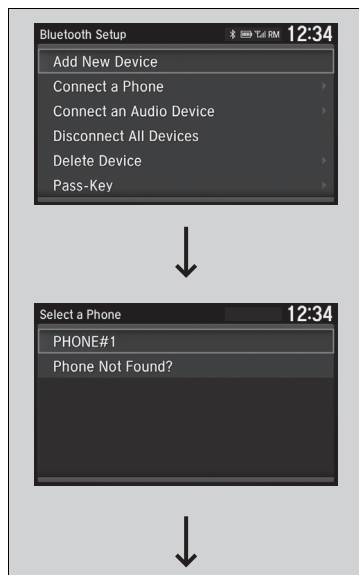 Bluetooth Setup RM 12:34
Add New Device
Connect a Phone
Connect an Audio Device
Disconnect All Devices
Delete Device
Pass-Key
Select a Phone 12:34
PHONE#1
Phone Not Found?